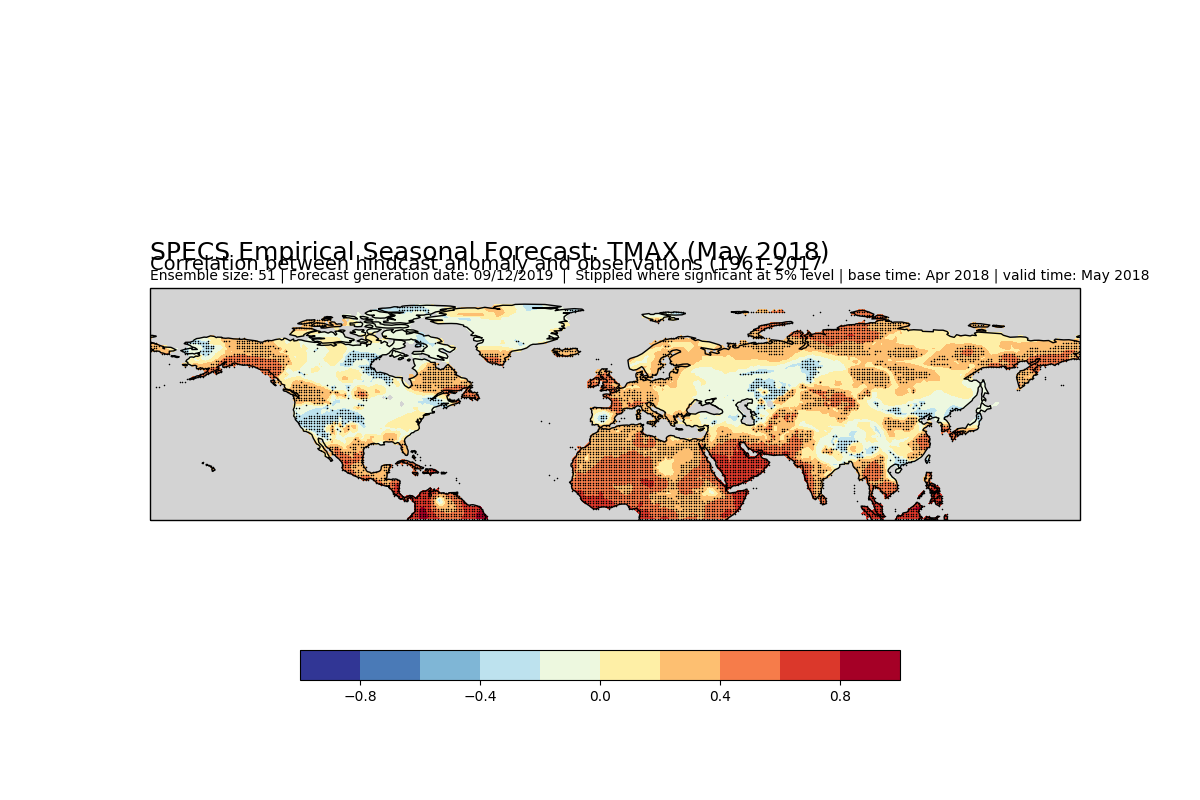 SPECS Empirical Seasonal Forecast: TMAX (May 2018)
Correlation between hindcast anomaly and observations (1961-2017
Ensemble size: 51 | Forecast generation date: 09/12/2019 | Stippled where signficant at 5% level | base time: Apr 2018 | valid time: May 2018
−0.8 −0.4 0.0 0.4 0.8